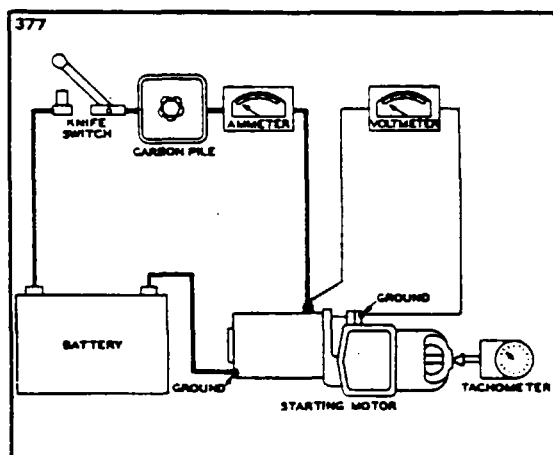 377
KNIFE
SWITCH
CARBON PILE
AMMETER
VOLTMETER
GROUND
BATTERY
GROUND
TACHOMETER
STARTING MOTOR